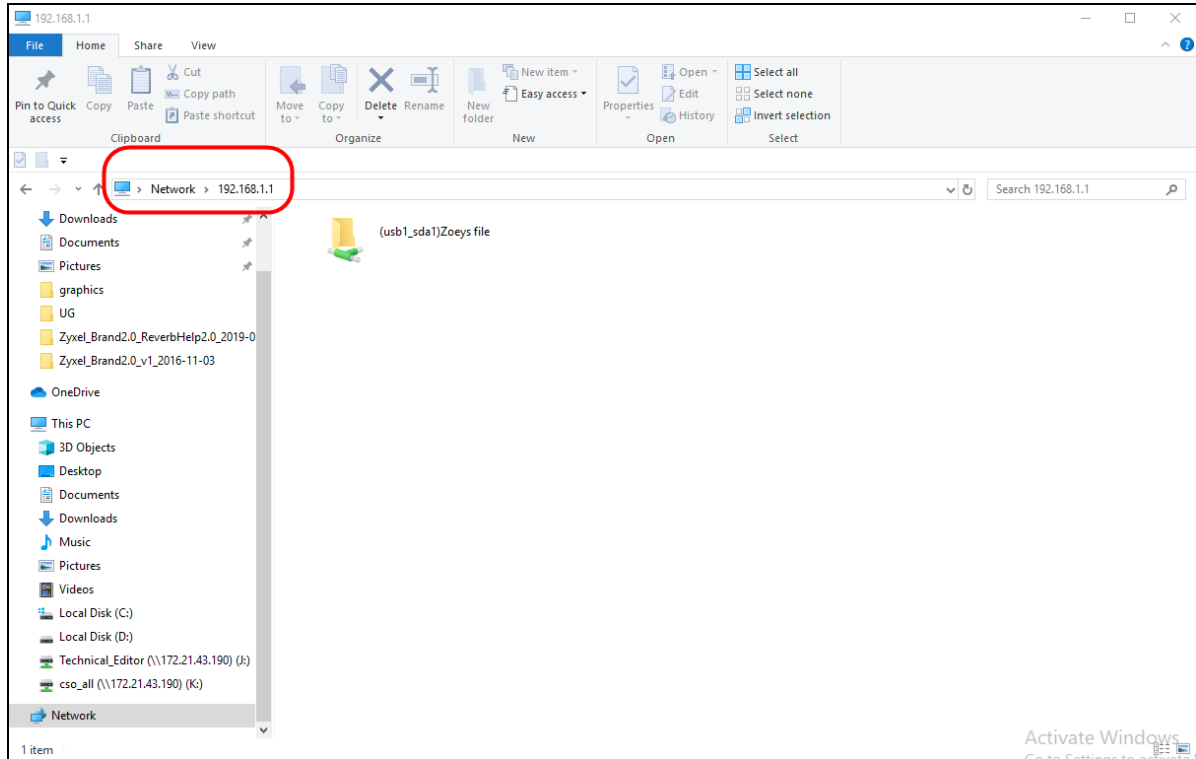 192.168.1.1
File Home Share View
Pin to Quick access
Copy
Paste
Cut
Copy path
Paste shortcut
Clipboard
Move to
Copy to
Delete
Rename
Organize
New folder
New item
Easy access
New
Properties
Open
Edit
History
Open
Select all
Select none
Invert selection
Select
Network > 192.168.1.1
Search 192.168.1.1
Downloads
Documents
Pictures
graphics
UG
Zyxel_Brand2.0_ReverbHelp2.0_2019-0
Zyxel_Brand2.0_v1_2016-11-03
OneDrive
This PC
3D Objects
Desktop
Documents
Downloads
Music
Pictures
Videos
Local Disk (C:)
Local Disk (D:)
Technical_Editor (\\172.21.43.190) (J:)
cso_all (\\172.21.43.190) (K:)
Network
(usb1_sda1)Zoeys file
1 item
Activate Windows
Go to Settings to activate